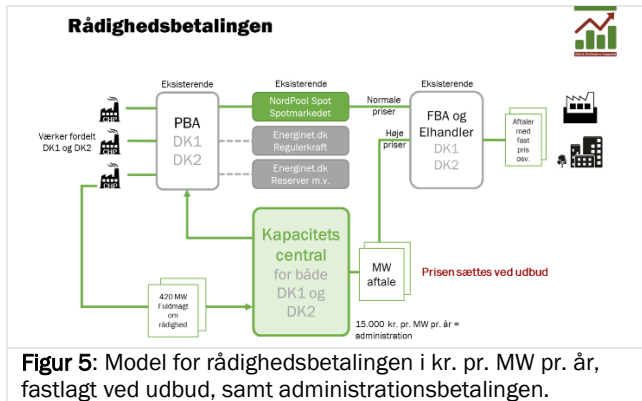 Rådighedsbetalingen
Eksisterende
Eksisterende
Eksisterende
NordPool Spot
Spotmarkedet
Normale
priser
CHP
PBA
DK1
DK2
Energinet.dk
Regulerkraft
FBA og
Elhandler
DK1
DK2
Aftaler
med
fast
pris
osv.
Værker fordelt
DK1 og DK2
CHP
Høje
priser
Energinet.dk
Reserver m.v.
CHP
Kapacitets
central
for både
DK1 og
DK2
MW
aftale
Prisen sættes ved udbud
420 MW
Fuldmagt
om
rådighed
15.000 kr. pr. MW pr. år =
administration
Figur 5: Model for rådighedsbetalingen i kr. pr. MW pr. år,
fastlagt ved udbud, samt administrationsbetalingen.